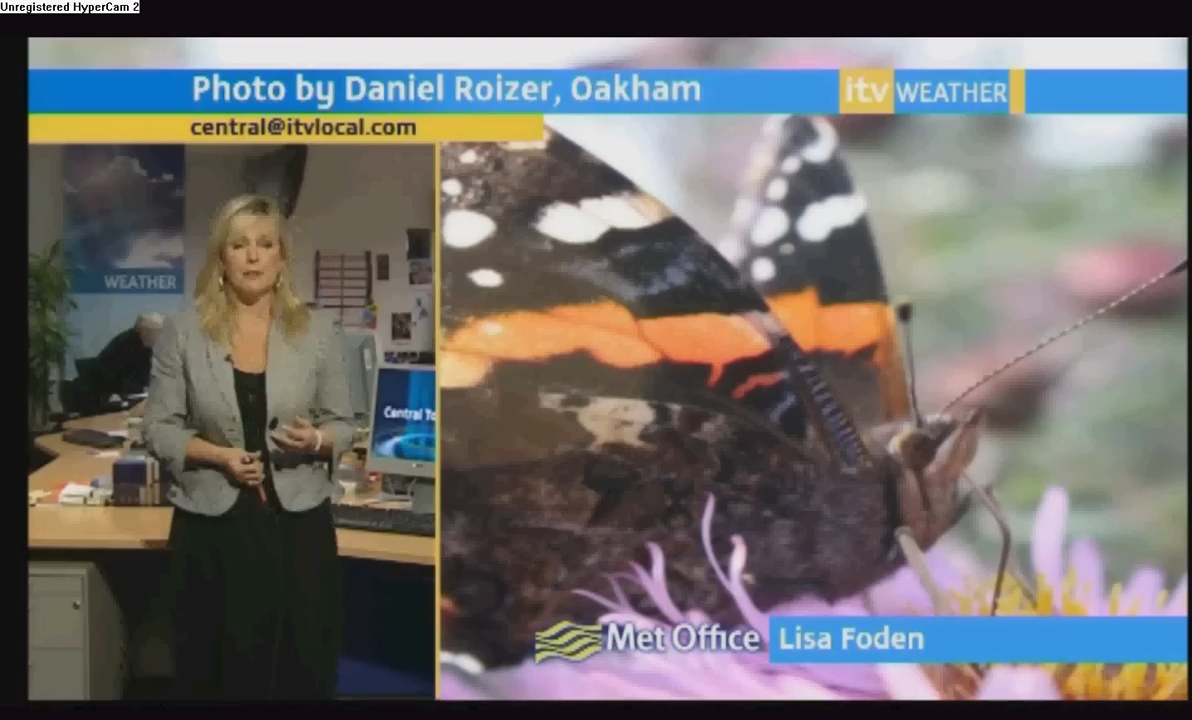 Unregistered HyperCam 2
Photo by Daniel Roizer, Oakham
itv WEATHER
central@itvlocal.com
WEATHER
Central To
Met Office
Lisa Foden